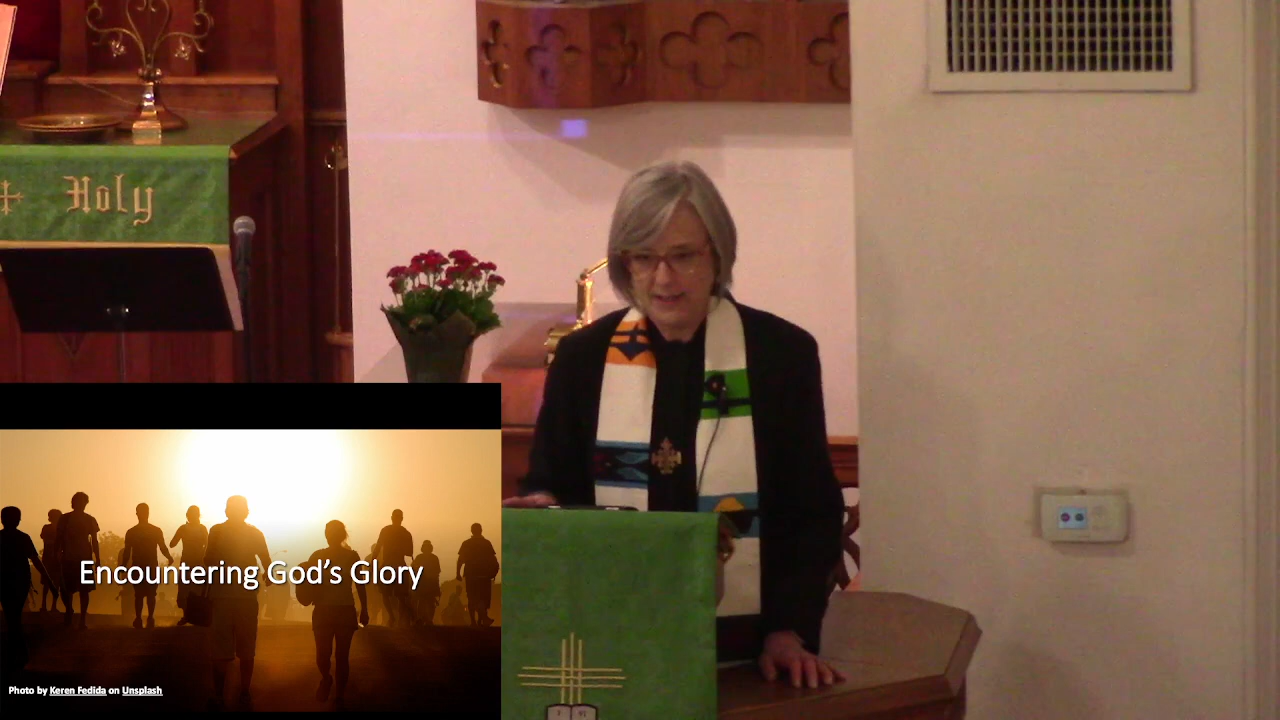 Holy
Encountering God's Glory
Photo by Keren Fedida on Unsplash